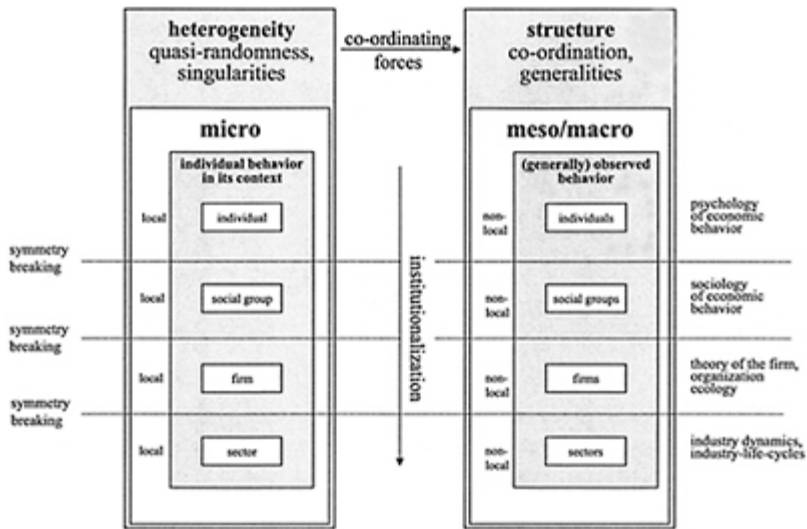 heterogeneity
quasi-randomness,
singularities
co-ordinating
forces
structure
co-ordination,
generalities
micro
meso/macro
individual behavior
in its context
(generally) observed
behavior
local
individual
non-
local
individuals
psychology
of economic
behavior
symmetry
breaking
institutionalization
local
social group
non-
local
social groups
sociology
of economic
behavior
symmetry
breaking
local
firm
non-
local
firms
theory of the firm,
organization
ecology
symmetry
breaking
local
sector
non-
local
sectors
industry dynamics,
industry-life-cycles